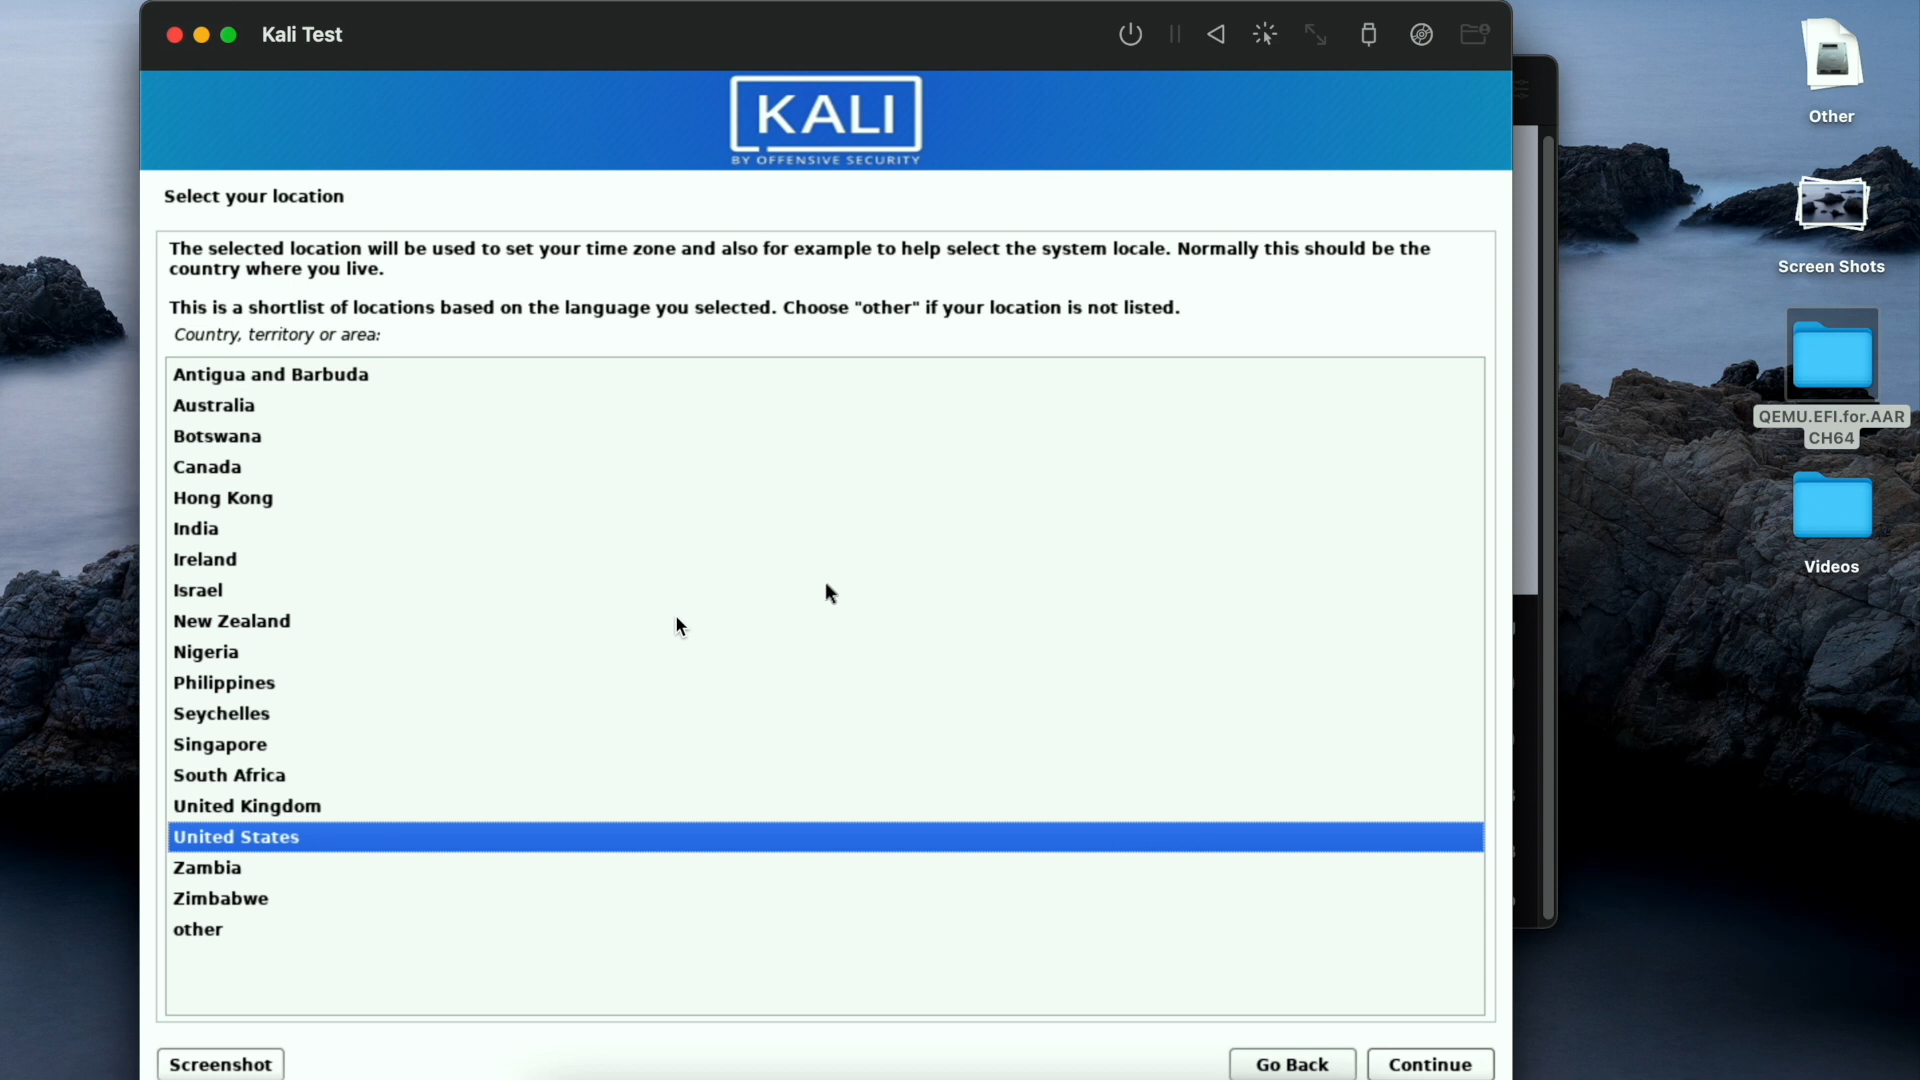 Kali Test
KALI
BY OFFENSIVE SECURITY
Select your location
The selected location will be used to set your time zone and also for example to help select the system locale. Normally this should be the
country where you live.
This is a shortlist of locations based on the language you selected. Choose "other" if your location is not listed.
Country, territory or area:
Antigua and Barbuda
Australia
Botswana
Canada
Hong Kong
India
Ireland
Israel
New Zealand
Nigeria
Philippines
Seychelles
Singapore
South Africa
United Kingdom
United States
Zambia
Zimbabwe
other
Screenshot
Go Back
Continue
Other
Screen Shots
QEMU.EFI.for.AAR
CH64
Videos